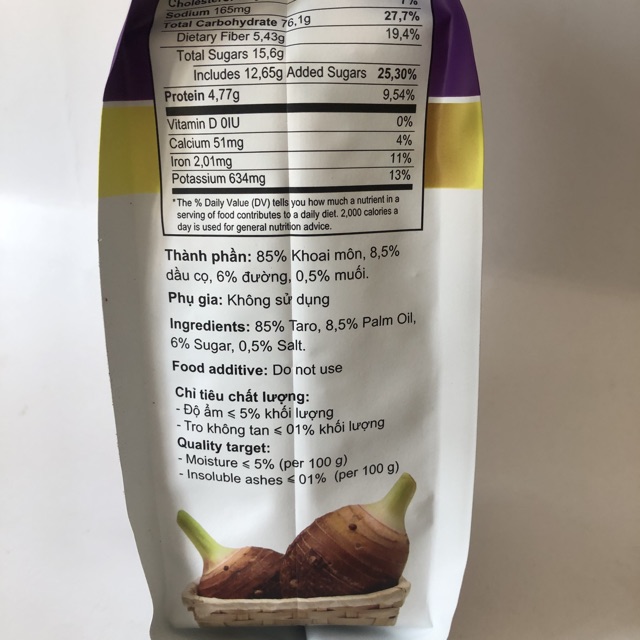 Sodium 165mg
Total Carbohydrate 76,1g 27,7%
Dietary Fiber 5,43g 19,4%
Total Sugars 15,6g
Includes 12,65g Added Sugars 25,30%
Protein 4,77g 9,54%
Vitamin D 0IU 0%
Calcium 51mg 4%
Iron 2,01mg 11%
Potassium 634mg 13%
*The % Daily Value (DV) tells you how much a nutrient in a
serving of food contributes to a daily diet. 2,000 calories a
day is used for general nutrition advice.
Thành phần: 85% Khoai môn, 8,5%
dầu cọ, 6% đường, 0,5% muối.
Phụ gia: Không sử dụng
Ingredients: 85% Taro, 8,5% Palm Oil,
6% Sugar, 0,5% Salt.
Food additive: Do not use
Chỉ tiêu chất lượng:
- Độ ẩm ⩽ 5% khối lượng
- Tro không tan ⩽ 01% khối lượng
Quality target:
- Moisture ⩽ 5% (per 100 g)
- Insoluble ashes ⩽ 01% (per 100 g)